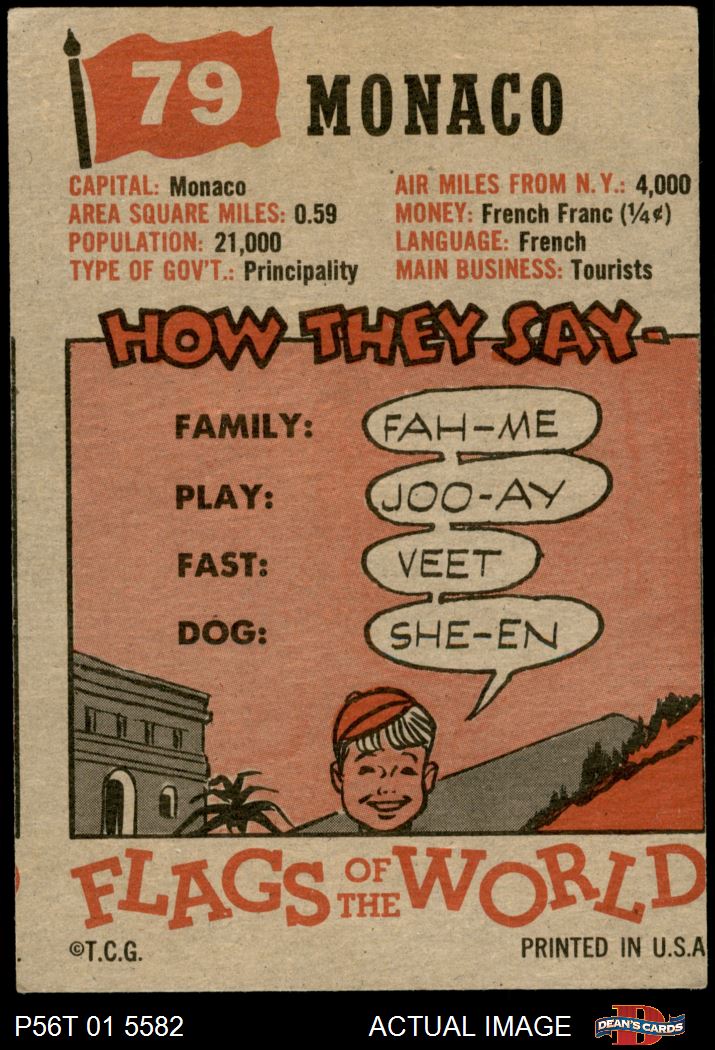 79 MONACO
CAPITAL: Monaco
AREA SQUARE MILES: 0.59
POPULATION: 21,000
TYPE OF GOV'T.: Principality
AIR MILES FROM N.Y.: 4,000
MONEY: French Franc (¼¢)
LANGUAGE: French
MAIN BUSINESS: Tourists
HOW THEY SAY-
FAMILY: FAH-ME
PLAY: JOO-AY
FAST: VEET
DOG: SHE-EN
FLAGS OF THE WORLD
©T.C.G.
PRINTED IN U.S.A
P56T 01 5582
ACTUAL IMAGE
D
DEAN'S CARDS